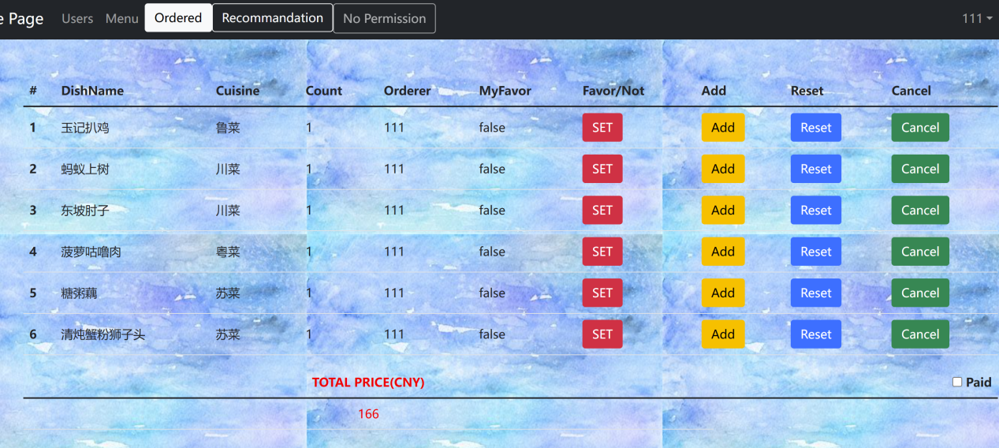 e Page Users Menu Ordered Recommandation No Permission 111
# DishName Cuisine Count Orderer MyFavor Favor/Not Add Reset Cancel
1 玉记扒鸡 鲁菜 1 111 false SET Add Reset Cancel
2 蚂蚁上树 川菜 1 111 false SET Add Reset Cancel
3 东坡肘子 川菜 1 111 false SET Add Reset Cancel
4 菠萝咕噜肉 粤菜 1 111 false SET Add Reset Cancel
5 糖粥藕 苏菜 1 111 false SET Add Reset Cancel
6 清炖蟹粉狮子头 苏菜 1 111 false SET Add Reset Cancel
TOTAL PRICE(CNY) Paid
166